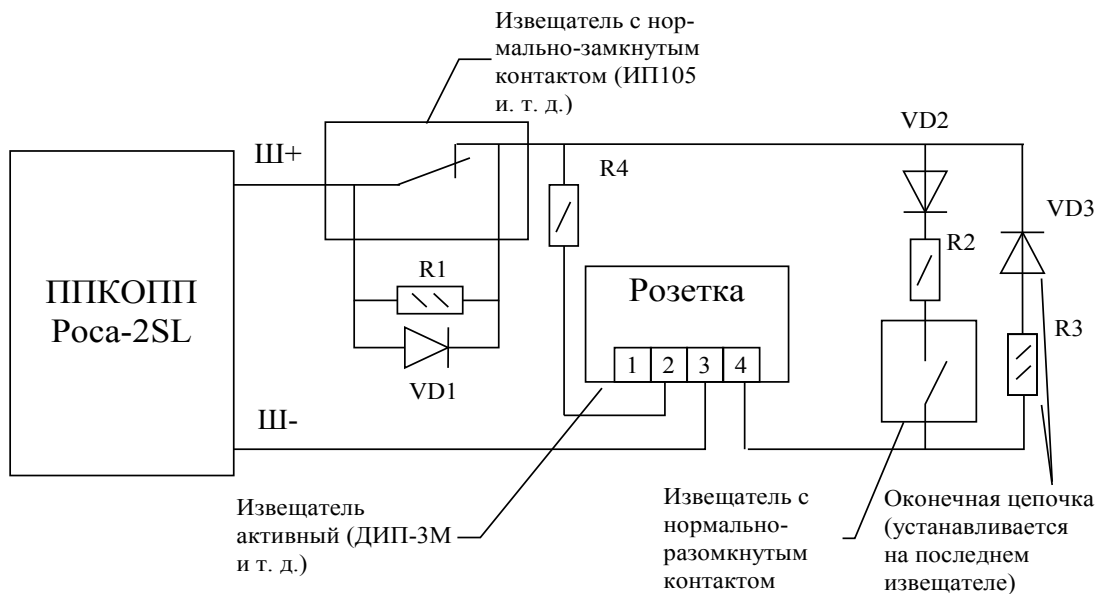 Извещатель с нор-
мально-замкнутым
контактом (ИП105
и. т. д.)
VD2
Ш+
R4
VD3
R2
R1
Розетка
ППКОПП
Роса-2SL
R3
1 2 3 4
VD1
Ш-
Извещатель
активный (ДИП-3М
и т. д.)
Извещатель с
нормально-
разомкнутым
контактом
Оконечная цепочка
(устанавливается
на последнем
извещателе)